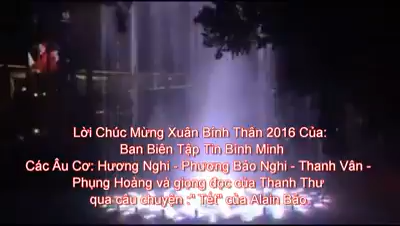 Lời Chúc Mừng Xuân Bính Thân 2016 Của:
Ban Biên Tập Tin Bình Minh
Các Âu Cơ: Hương Nghi - Phương Bảo Nghi - Thanh Vân -
Phụng Hoàng và giọng đọc của Thanh Thư
qua câu chuyện :" Tết" của Alain Bảo.